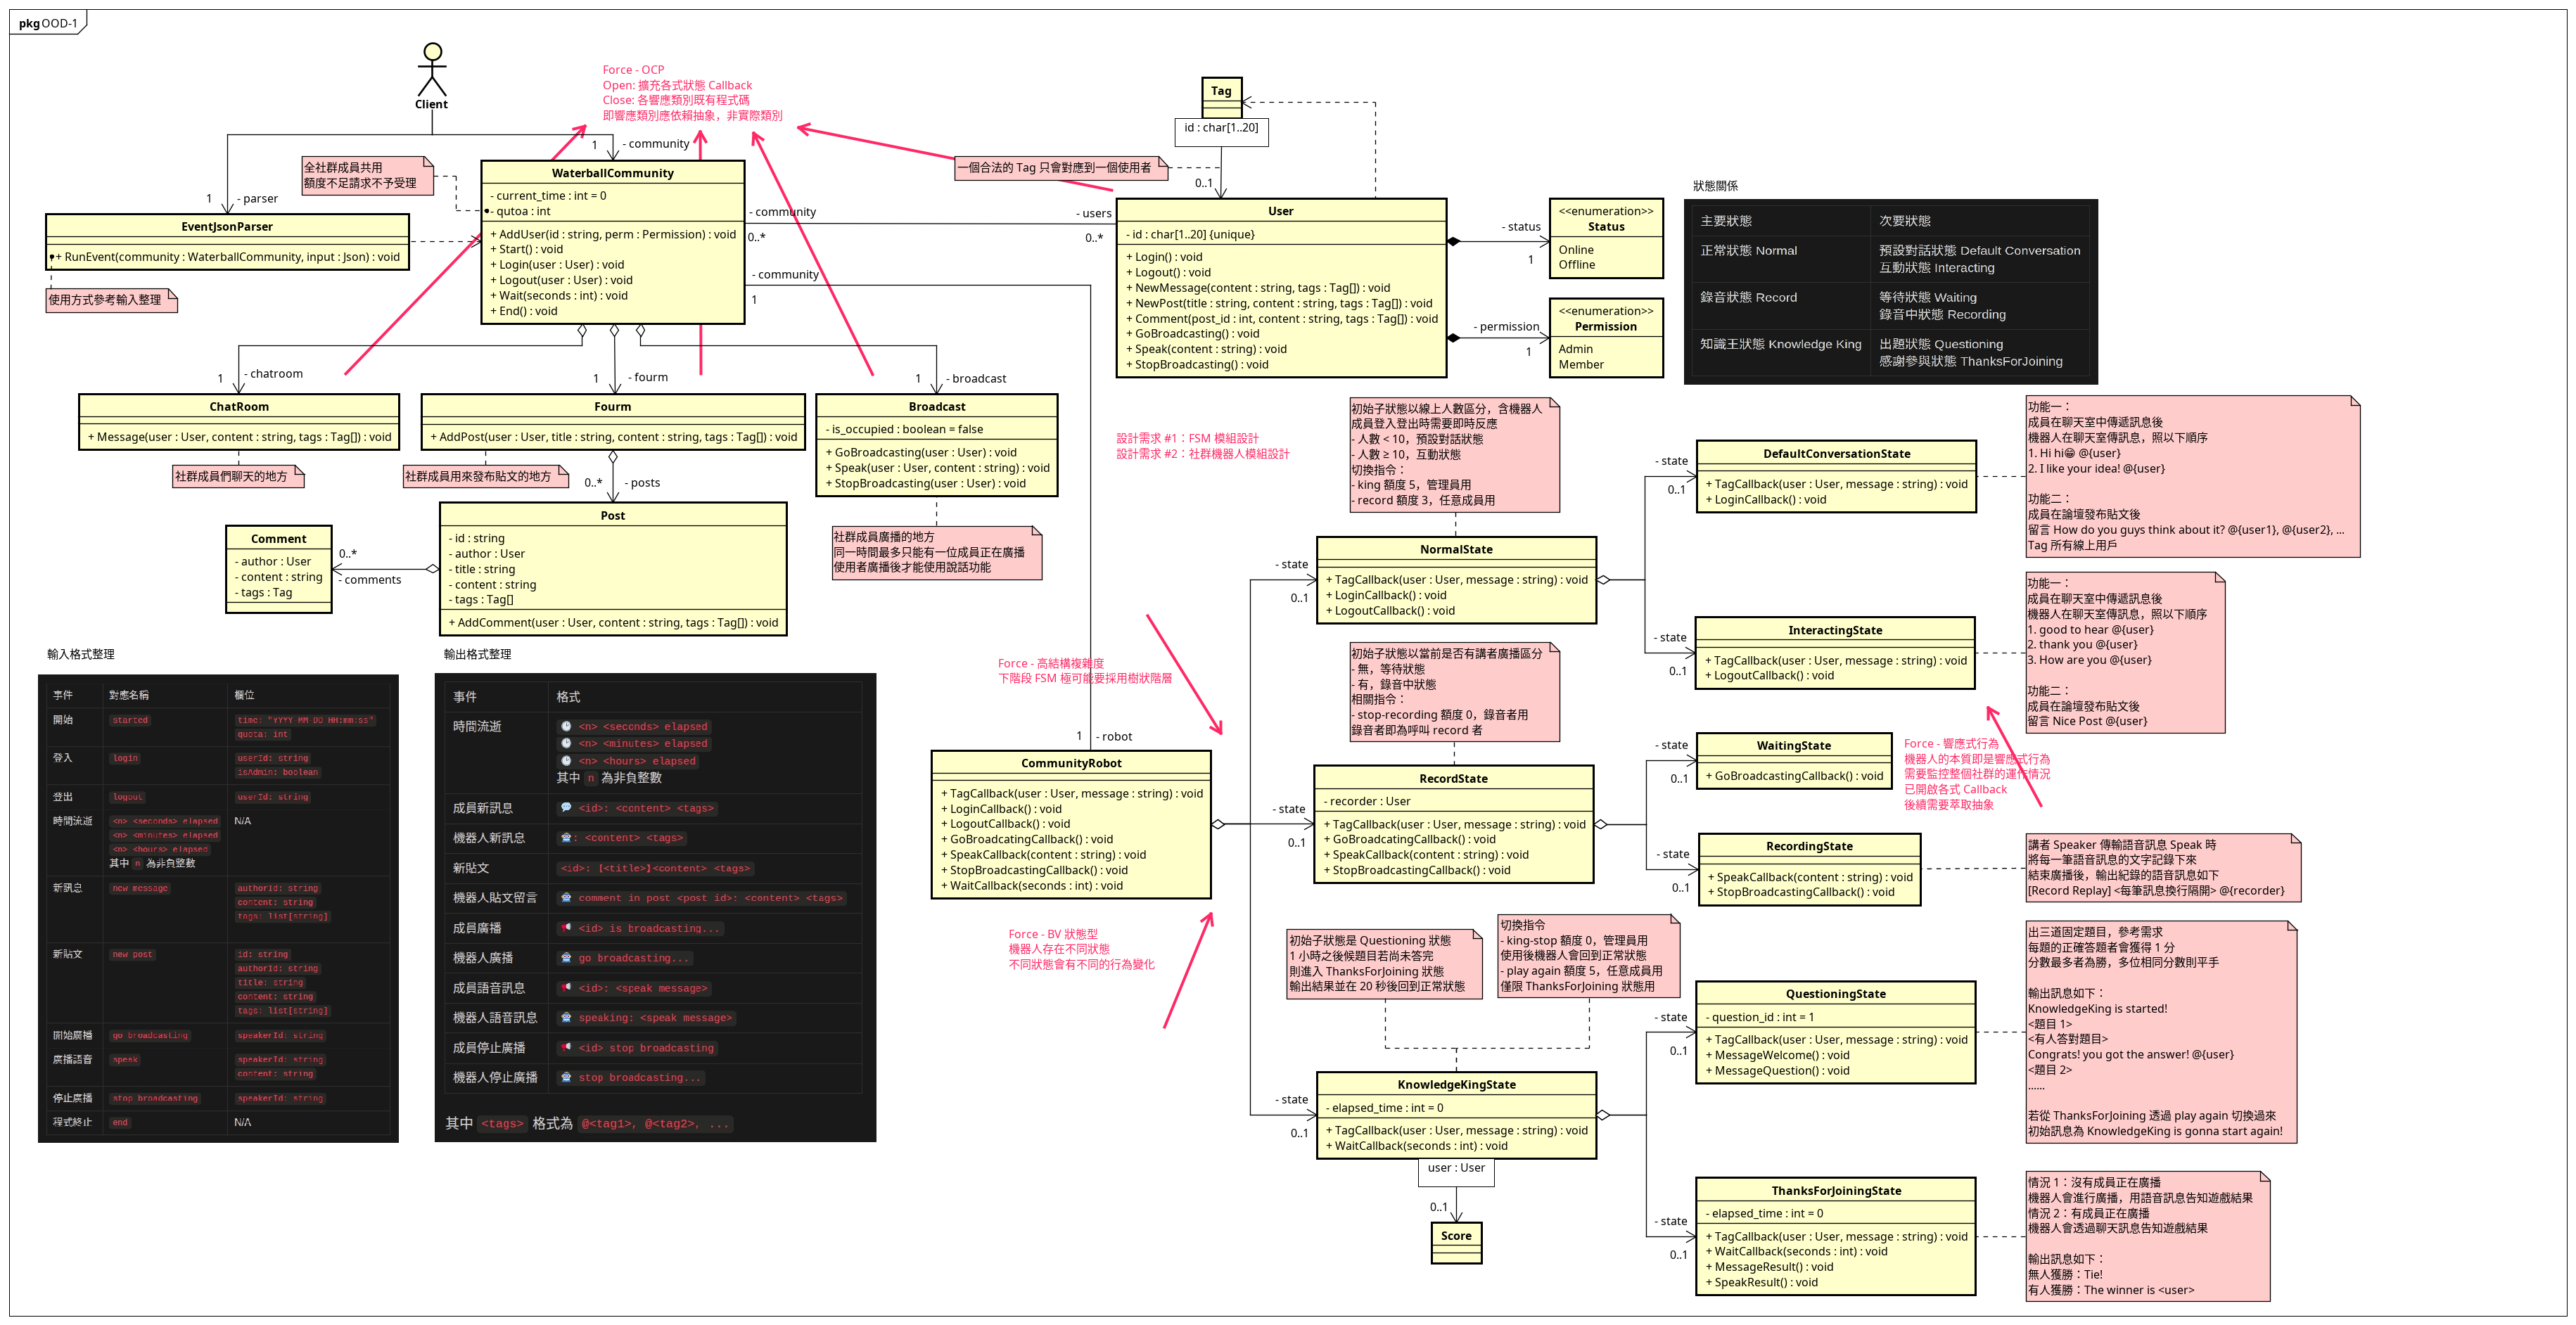 pkg OOD-1
Client
Force - OCP
Open: 擴充各式狀態 Callback
Close: 各響應類別既有程式碼
即響應類別應依賴抽象，非實際類別
1
- community
1
- parser
全社群成員共用
額度不足請求不予受理
WaterballCommunity
- current_time : int = 0
- qutoa : int
+ AddUser(id : string, perm : Permission) : void
+ Start() : void
+ Login(user : User) : void
+ Logout(user : User) : void
+ Wait(seconds : int) : void
+ End() : void
EventJsonParser
+ RunEvent(community : WaterballCommunity, input : Json) : void
使用方式參考輸入整理
Tag
id : char[1..20]
一個合法的 Tag 只會對應到一個使用者
0..1
- community
0..*
- users
0..*
- community
1
User
- id : char[1..20] {unique}
+ Login() : void
+ Logout() : void
+ NewMessage(content : string, tags : Tag[]) : void
+ NewPost(title : string, content : string, tags : Tag[]) : void
+ Comment(post_id : int, content : string, tags : Tag[]) : void
+ GoBroadcasting() : void
+ Speak(content : string) : void
+ StopBroadcasting() : void
- status
1
<<enumeration>>
Status
Online
Offline
- permission
1
<<enumeration>>
Permission
Admin
Member
狀態關係
主要狀態 次要狀態
正常狀態 Normal 預設對話狀態 Default Conversation
互動狀態 Interacting
錄音狀態 Record 等待狀態 Waiting
錄音中狀態 Recording
知識王狀態 Knowledge King 出題狀態 Questioning
感謝參與狀態 ThanksForJoining
1
- chatroom
1
- fourm
1
- broadcast
ChatRoom
+ Message(user : User, content : string, tags : Tag[]) : void
社群成員們聊天的地方
Fourm
+ AddPost(user : User, title : string, content : string, tags : Tag[]) : void
社群成員用來發布貼文的地方
0..*
- posts
Broadcast
- is_occupied : boolean = false
+ GoBroadcasting(user : User) : void
+ Speak(user : User, content : string) : void
+ StopBroadcasting(user : User) : void
社群成員廣播的地方
同一時間最多只能有一位成員正在廣播
使用者廣播後才能使用說話功能
Post
- id : string
- author : User
- title : string
- content : string
- tags : Tag[]
+ AddComment(user : User, content : string, tags : Tag[]) : void
0..*
- comments
Comment
- author : User
- content : string
- tags : Tag
設計需求 #1：FSM 模組設計
設計需求 #2：社群機器人模組設計
初始子狀態以線上人數區分，含機器人
成員登入登出時需要即時反應
- 人數 < 10，預設對話狀態
- 人數 ≥ 10，互動狀態
切換指令：
- king 額度 5，管理員用
- record 額度 3，任意成員用
- state
0..1
NormalState
+ TagCallback(user : User, message : string) : void
+ LoginCallback() : void
+ LogoutCallback() : void
- state
0..1
DefaultConversationState
+ TagCallback(user : User, message : string) : void
+ LoginCallback() : void
功能一：
成員在聊天室中傳遞訊息後
機器人在聊天室傳訊息，照以下順序
1. Hi hi😁 @{user}
2. I like your idea! @{user}
功能二：
成員在論壇發布貼文後
留言 How do you guys think about it? @{user1}, @{user2}, ...
Tag 所有線上用戶
- state
0..1
InteractingState
+ TagCallback(user : User, message : string) : void
+ LogoutCallback() : void
功能一：
成員在聊天室中傳遞訊息後
機器人在聊天室傳訊息，照以下順序
1. good to hear @{user}
2. thank you @{user}
3. How are you @{user}
功能二：
成員在論壇發布貼文後
留言 Nice Post @{user}
輸入格式整理
事件 對應名稱 欄位
開始 started time: "YYYY-MM-DD HH:mm:ss"
quota: int
登入 login userId: string
isAdmin: boolean
登出 logout userId: string
時間流逝 <n> <seconds> elapsed N/A
<n> <minutes> elapsed
<n> <hours> elapsed
其中 n 為非負整數
新訊息 new message authorId: string
content: string
tags: list[string]
新貼文 new post id: string
authorId: string
title: string
content: string
tags: list[string]
開始廣播 go broadcasting speakerId: string
廣播語音 speak speakerId: string
content: string
停止廣播 stop broadcasting speakerId: string
程式終止 end N/A
輸出格式整理
事件 格式
時間流逝 🕑 <n> <seconds> elapsed
🕑 <n> <minutes> elapsed
🕑 <n> <hours> elapsed
其中 n 為非負整數
成員新訊息 💬 <id>: <content> <tags>
機器人新訊息 🤖: <content> <tags>
新貼文 <id>: [<title>]<content> <tags>
機器人貼文留言 🤖 comment in post <post id>: <content> <tags>
成員廣播 📢 <id> is broadcasting...
機器人廣播 🤖 go broadcasting...
成員語音訊息 📢 <id>: <speak message>
機器人語音訊息 🤖 speaking: <speak message>
成員停止廣播 📢 <id> stop broadcasting
機器人停止廣播 🤖 stop broadcasting...
其中 <tags> 格式為 @<tag1>, @<tag2>, ...
Force - 高結構複雜度
下階段 FSM 極可能要採用樹狀階層
1
- robot
CommunityRobot
+ TagCallback(user : User, message : string) : void
+ LoginCallback() : void
+ LogoutCallback() : void
+ GoBroadcatingCallback() : void
+ SpeakCallback(content : string) : void
+ StopBroadcastingCallback() : void
+ WaitCallback(seconds : int) : void
Force - BV 狀態型
機器人存在不同狀態
不同狀態會有不同的行為變化
初始子狀態以當前是否有講者廣播區分
- 無，等待狀態
- 有，錄音中狀態
相關指令：
- stop-recording 額度 0，錄音者用
錄音者即為呼叫 record 者
- state
0..1
RecordState
- recorder : User
+ TagCallback(user : User, message : string) : void
+ GoBroadcatingCallback() : void
+ SpeakCallback(content : string) : void
+ StopBroadcastingCallback() : void
- state
0..1
WaitingState
+ GoBroadcastingCallback() : void
Force - 響應式行為
機器人的本質即是響應式行為
需要監控整個社群的運作情況
已開啟各式 Callback
後續需要萃取抽象
- state
0..1
RecordingState
+ SpeakCallback(content : string) : void
+ StopBroadcastingCallback() : void
講者 Speaker 傳輸語音訊息 Speak 時
將每一筆語音訊息的文字記錄下來
結束廣播後，輸出紀錄的語音訊息如下
[Record Replay] <每筆訊息換行隔開> @{recorder}
初始子狀態是 Questioning 狀態
1 小時之後候題目若尚未答完
則進入 ThanksForJoining 狀態
輸出結果並在 20 秒後回到正常狀態
切換指令
- king-stop 額度 0，管理員用
使用後機器人會回到正常狀態
- play again 額度 5，任意成員用
僅限 ThanksForJoining 狀態用
- state
0..1
KnowledgeKingState
- elapsed_time : int = 0
+ TagCallback(user : User, message : string) : void
+ WaitCallback(seconds : int) : void
user : User
0..1
Score
- state
0..1
QuestioningState
- question_id : int = 1
+ TagCallback(user : User, message : string) : void
+ MessageWelcome() : void
+ MessageQuestion() : void
出三道固定題目，參考需求
每題的正確答題者會獲得 1 分
分數最多者為勝，多位相同分數則平手
輸出訊息如下：
KnowledgeKing is started!
<題目 1>
<有人答對題目>
Congrats! you got the answer! @{user}
<題目 2>
......
若從 ThanksForJoining 透過 play again 切換過來
初始訊息為 KnowledgeKing is gonna start again!
- state
0..1
ThanksForJoiningState
- elapsed_time : int = 0
+ TagCallback(user : User, message : string) : void
+ WaitCallback(seconds : int) : void
+ MessageResult() : void
+ SpeakResult() : void
情況 1：沒有成員正在廣播
機器人會進行廣播，用語音訊息告知遊戲結果
情況 2：有成員正在廣播
機器人會透過聊天訊息告知遊戲結果
輸出訊息如下：
無人獲勝：Tie!
有人獲勝：The winner is <user>